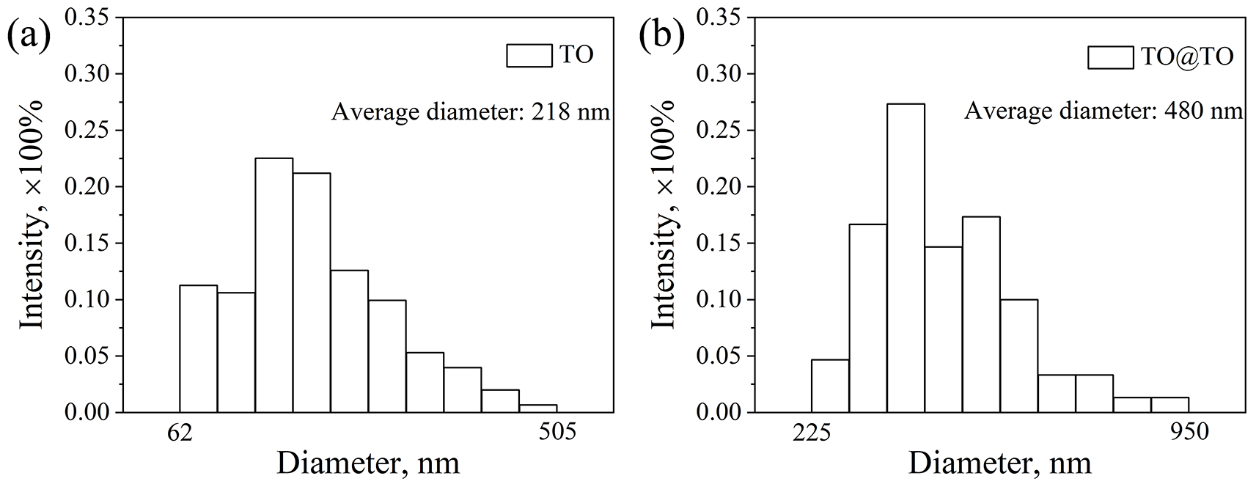 (a)
0.35
0.30
0.25
0.20
0.15
0.10
0.05
0.00
Intensity, ×100%
TO
Average diameter: 218 nm
62
505
Diameter, nm
(b)
0.35
0.30
0.25
0.20
0.15
0.10
0.05
0.00
Intensity, ×100%
TO@TO
Average diameter: 480 nm
225
950
Diameter, nm